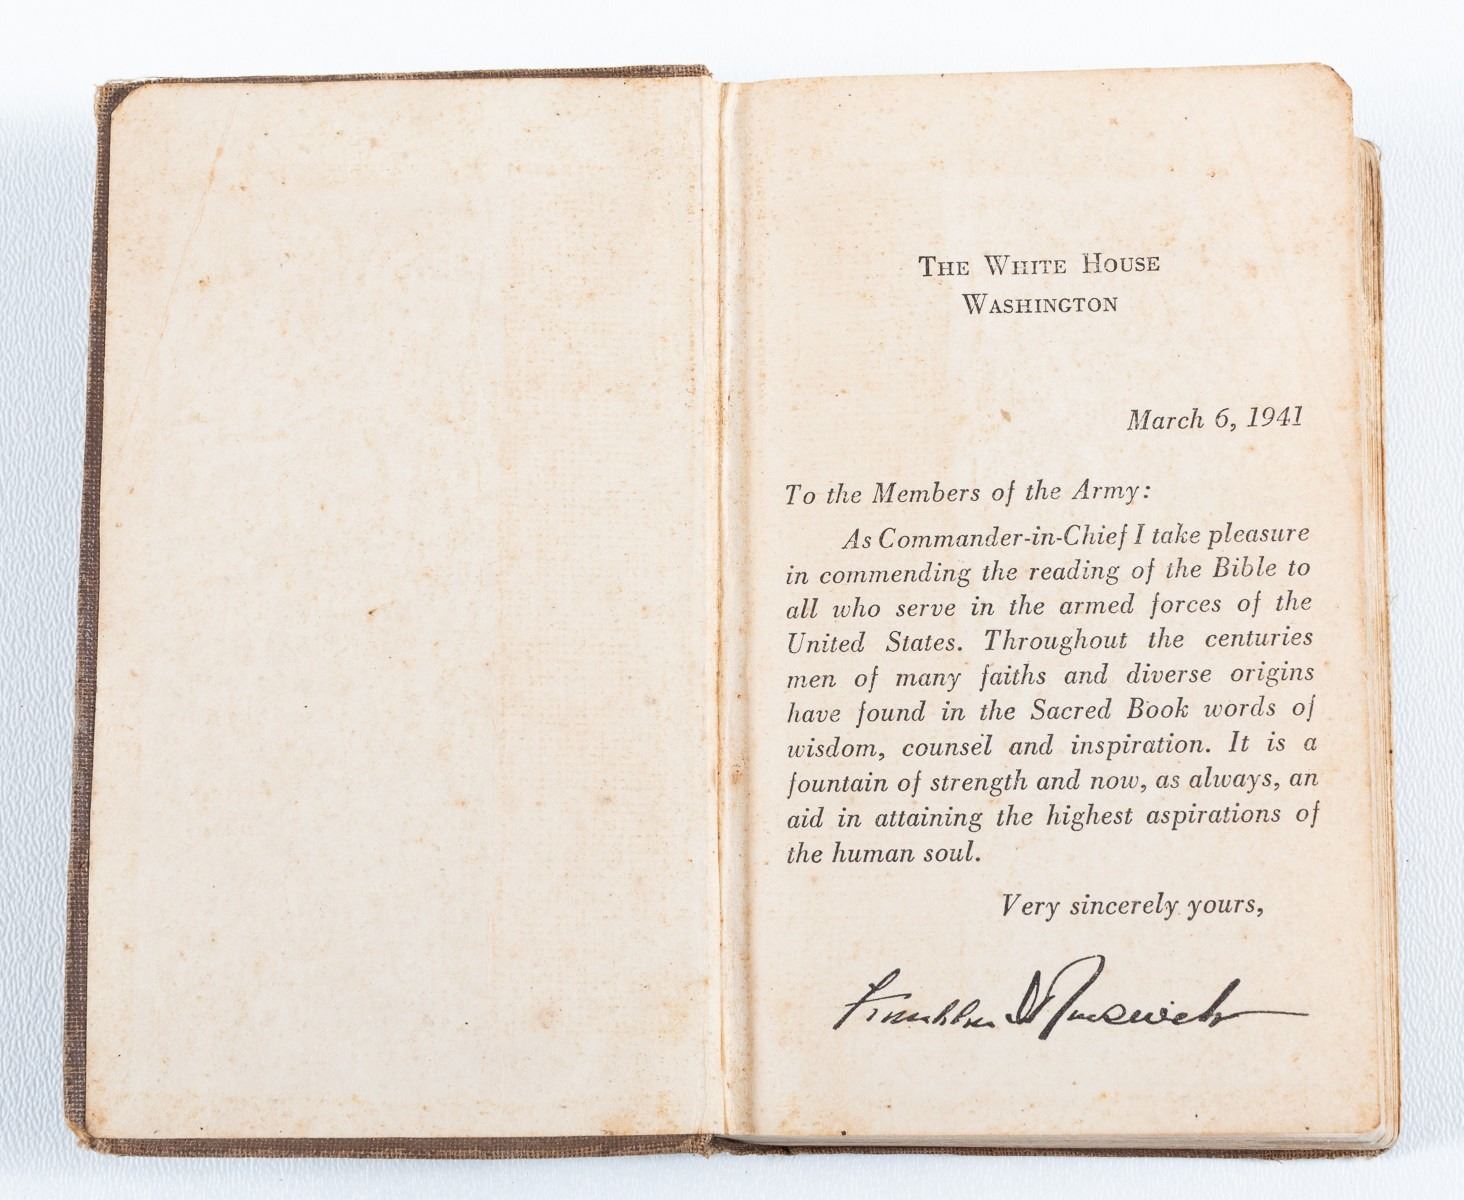 The White House
Washington
March 6, 1941
To the Members of the Army:
As Commander-in-Chief I take pleasure
in commending the reading of the Bible to
all who serve in the armed forces of the
United States. Throughout the centuries
men of many faiths and diverse origins
have found in the Sacred Book words of
wisdom, counsel and inspiration. It is a
fountain of strength and now, as always, an
aid in attaining the highest aspirations of
the human soul.
Very sincerely yours,
Franklin D Roosevelt